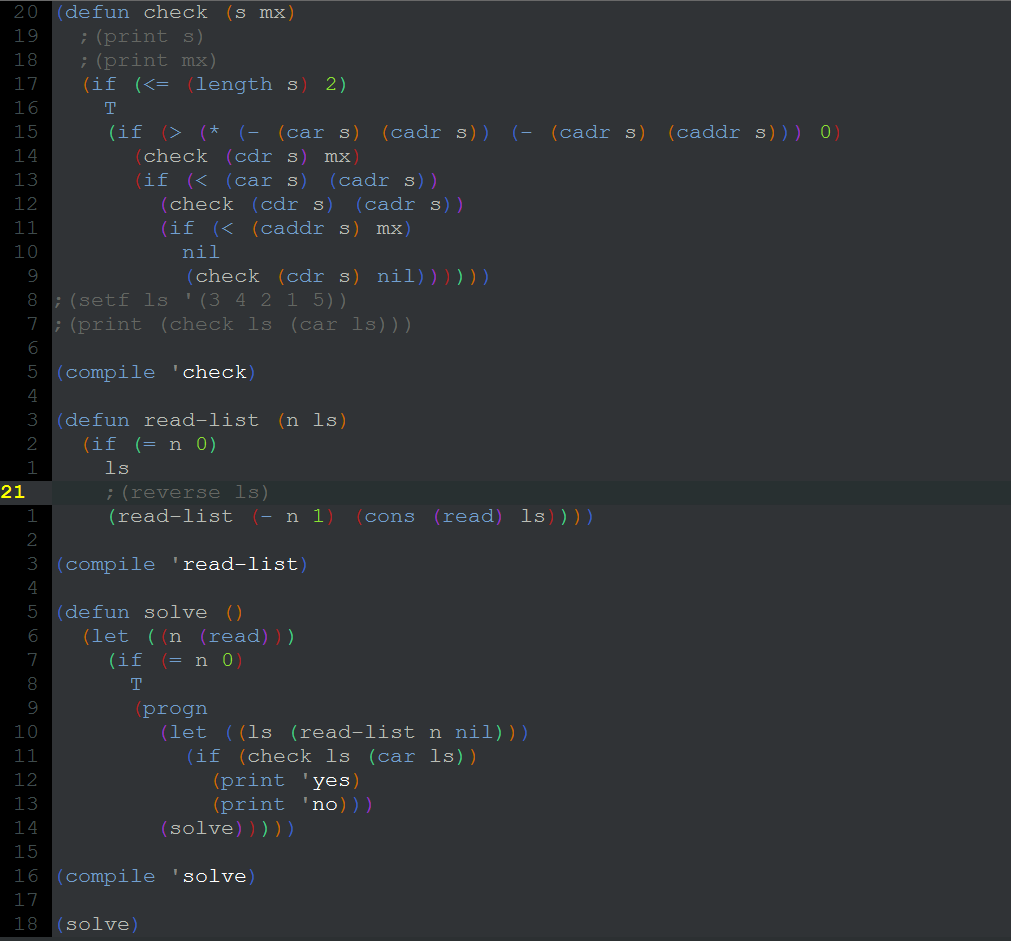 20 (defun check (s mx)
19   ;(print s)
18   ;(print mx)
17   (if (<= (length s) 2)
16     T
15     (if (> (* (- (car s) (cadr s)) (- (cadr s) (caddr s))) 0)
14       (check (cdr s) mx)
13       (if (< (car s) (cadr s))
12         (check (cdr s) (cadr s))
11         (if (< (caddr s) mx)
10           nil
9           (check (cdr s) nil))))))
8 ;(setf ls '(3 4 2 1 5))
7 ;(print (check ls (car ls)))
6
5 (compile 'check)
4
3 (defun read-list (n ls)
2   (if (= n 0)
1     ls
21     ;(reverse ls)
1     (read-list (- n 1) (cons (read) ls))))
2
3 (compile 'read-list)
4
5 (defun solve ()
6   (let ((n (read)))
7     (if (= n 0)
8       T
9       (progn
10         (let ((ls (read-list n nil)))
11           (if (check ls (car ls))
12             (print 'yes)
13             (print 'no)))
14         (solve)))))
15
16 (compile 'solve)
17
18 (solve)